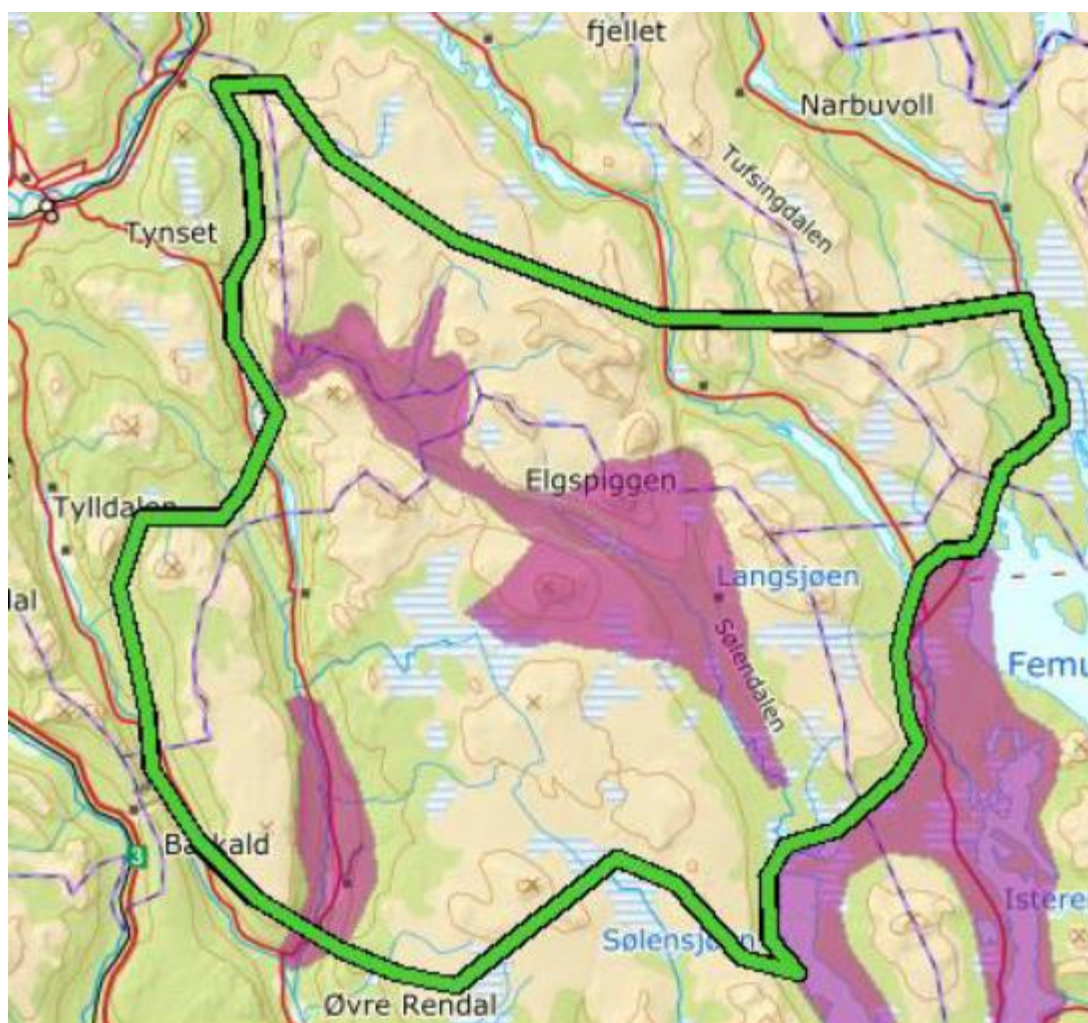 fjellet
Narbuvoll
Tufsingdalen
Tynset
Elgspiggen
Tylldalen
Langsjøen
Sølendalen
Femu
3
Istere
Sølensjøen
Øvre Rendal